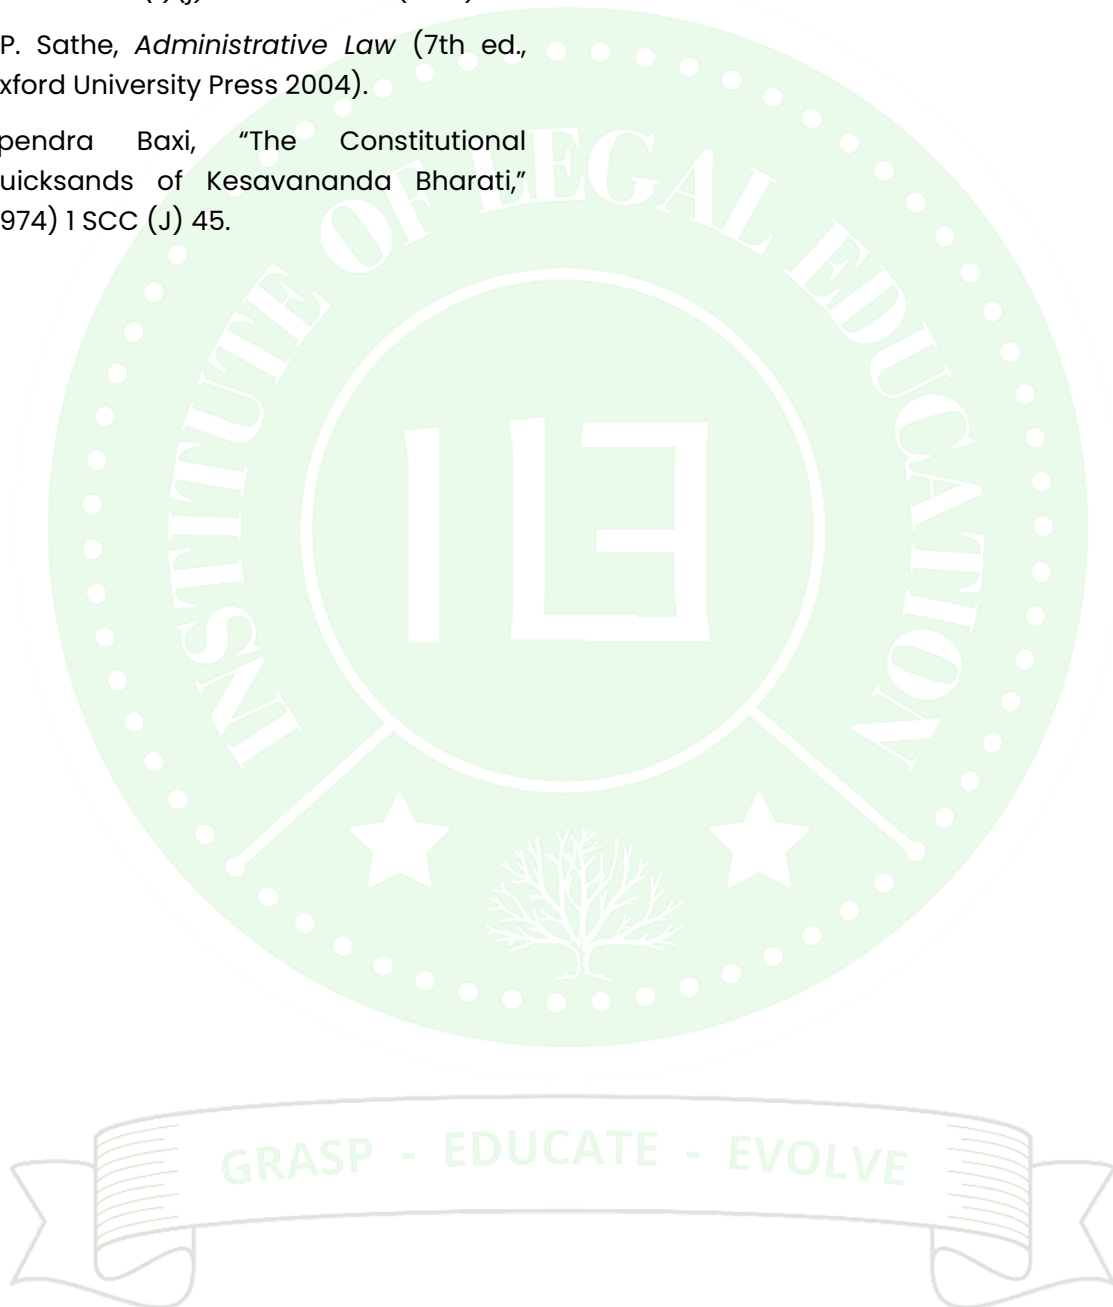 P. Sathe, Administrative Law (7th ed.,
xford University Press 2004).
pendra Baxi, “The Constitutional
uicksands of Kesavananda Bharati,”
974) 1 SCC (J) 45.
INSTITUTE OF LEGAL EDUCATION
ILE
GRASP - EDUCATE - EVOLVE